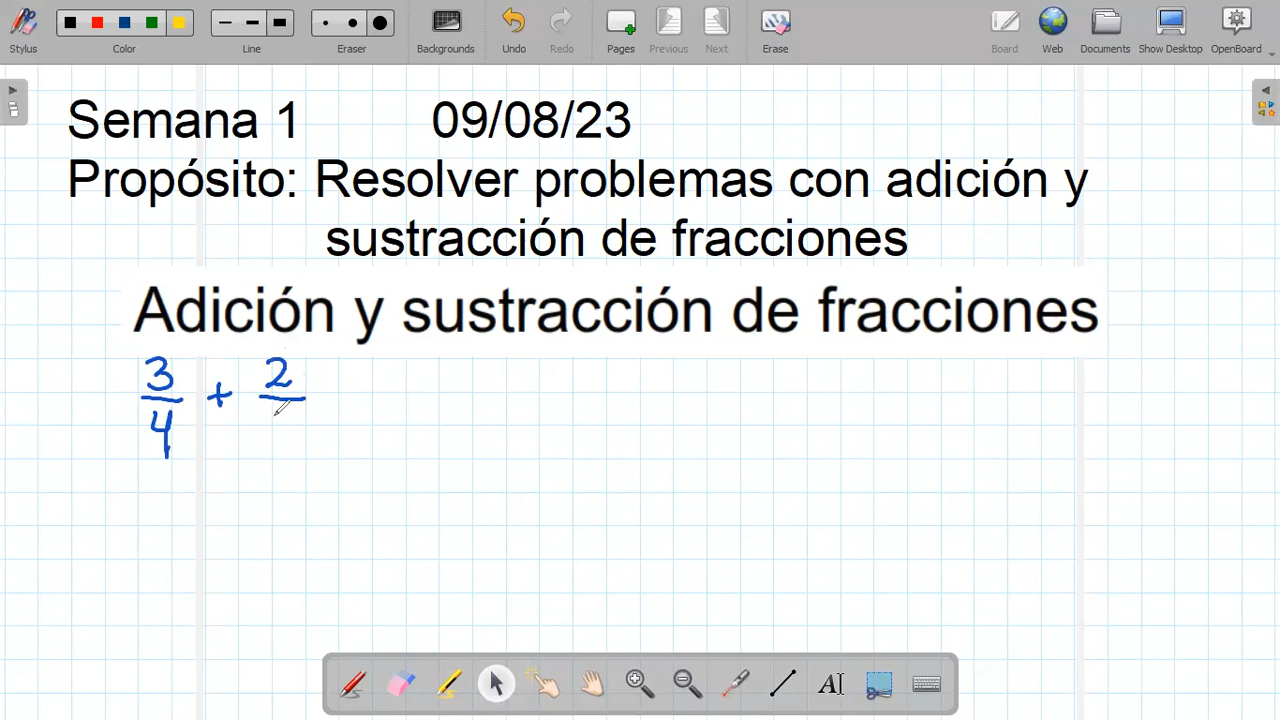 Stylus Color Line Eraser Backgrounds Undo Redo Pages Previous Next Erase Board Web Documents Show Desktop OpenBoard
Semana 1 09/08/23
Propósito: Resolver problemas con adición y
sustracción de fracciones
Adición y sustracción de fracciones
3 2
+
4
AI